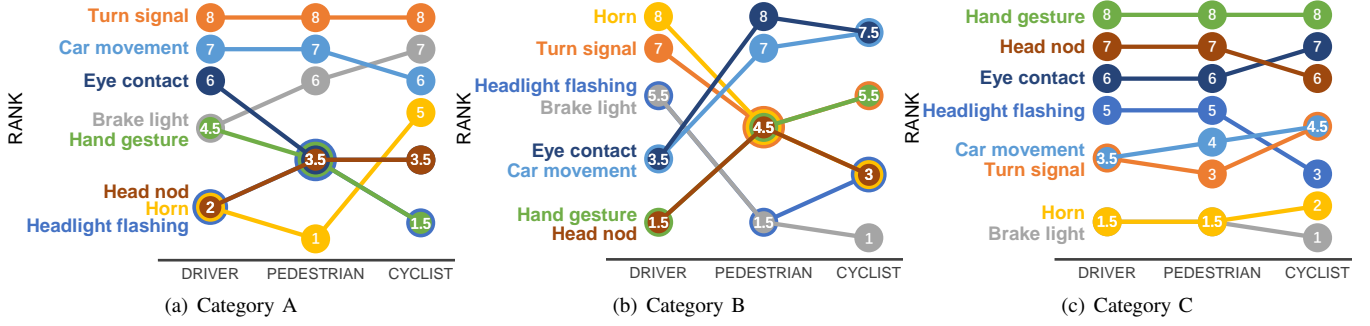 Turn signal 8 8 8
Car movement 7 7 7
Eye contact 6 6 6
5
Brake light
4.5
Hand gesture
3.5 3.5
Head nod
2
Horn
Headlight flashing 1.5
1
RANK
DRIVER PEDESTRIAN CYCLIST
(a) Category A
Horn 8 8
7.5
Turn signal 7 7
Headlight flashing
5.5 5.5
Brake light
4.5
Eye contact
3.5
Car movement
3
Hand gesture
1.5 1.5
Head nod
1
RANK
DRIVER PEDESTRIAN CYCLIST
(b) Category B
Hand gesture 8 8 8
Head nod 7 7 7
Eye contact 6 6 6
Headlight flashing 5 5
4.5
Car movement 4
3.5
Turn signal 3 3
Horn 2
1.5 1.5
Brake light 1
RANK
DRIVER PEDESTRIAN CYCLIST
(c) Category C